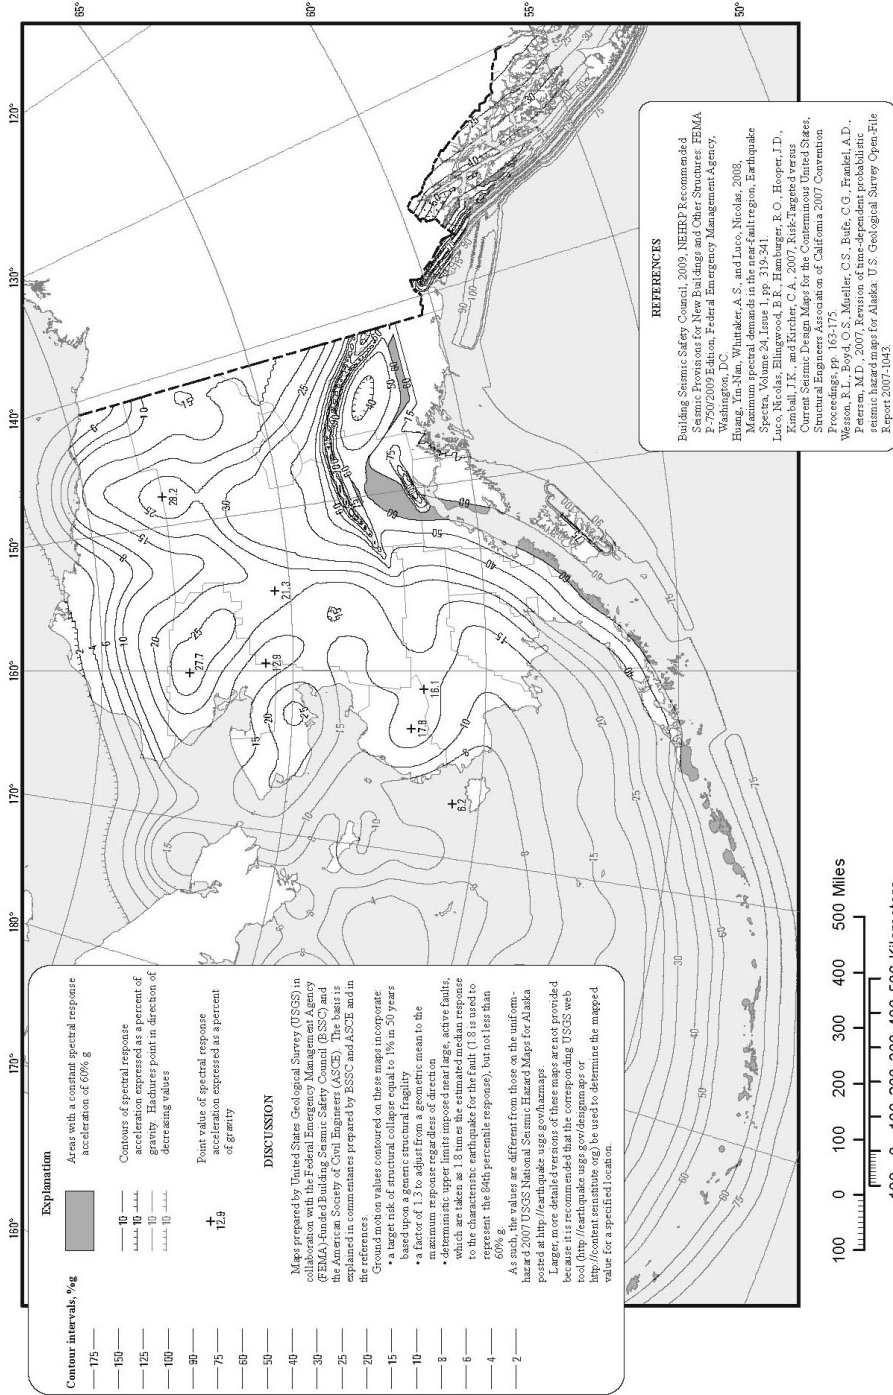 Explanation
Contour intervals, %g
175
150
125
100
90
75
60
50
40
30
25
20
15
10
8
6
4
2
Areas with a constant spectral response
acceleration of 60% g
10
10
10
10
Contours of spectral response
acceleration expressed as a percent of
gravity. Hachures point in direction of
decreasing values
+
12.9
Point value of spectral response
acceleration expressed as a percent
of gravity
DISCUSSION
Maps prepared by United States Geological Survey (USGS) in
collaboration with the Federal Emergency Management Agency
(FEMA)-funded Building Seismic Safety Council (BSSC) and
the American Society of Civil Engineers (ASCE). The basis is
explained in commentaries prepared by BSSC and ASCE and in
the references.
Ground motion values contoured on these maps incorporate:
• a target risk of structural collapse equal to 1% in 50 years
based upon a generic structural fragility
• a factor of 1.3 to adjust from a geometric mean to the
maximum response regardless of direction
• deterministic upper limits imposed near large, active faults,
which are taken as 1.8 times the estimated median response
to the characteristic earthquake for the fault (1.8 is used to
represent the 84th percentile response), but not less than
60% g.
As such, the values are different from those on the uniform-
hazard 2007 USGS National Seismic Hazard Maps for Alaska
posted at http://earthquake.usgs.gov/hazmaps.
Larger, more detailed versions of these maps are not provided
because it is recommended that the corresponding USGS web
tool (http://earthquake.usgs.gov/designmaps or
http://content.seinstitute.org) be used to determine the mapped
value for a specified location.
160°
170°
180°
170°
160°
150°
140°
130°
120°
65°
60°
55°
50°
28.2
27.7
21.3
12.9
17.8
16.1
6.2
REFERENCES
Building Seismic Safety Council, 2009, NEHRP Recommended
Seismic Provisions for New Buildings and Other Structures: FEMA
P-750/2009 Edition, Federal Emergency Management Agency,
Washington, DC.
Huang, Yin-Nan, Whittaker, A.S., and Luco, Nicolas, 2008,
Maximum spectral demands in the near-fault region, Earthquake
Spectra, Volume 24, Issue 1, pp. 319-341.
Luco, Nicolas, Ellingwood, B.R., Hamburger, R.O., Hooper, J.D.,
Kimball, J.K., and Kircher, C.A., 2007, Risk-Targeted versus
Current Seismic Design Maps for the Conterminous United States,
Structural Engineers Association of California 2007 Convention
Proceedings, pp. 163-175.
Wesson, R.L., Boyd, O.S., Mueller, C.S., Bufe, C.G., Frankel, A.D.,
Petersen, M.D., 2007, Revision of time-dependent probabilistic
seismic hazard maps for Alaska: U.S. Geological Survey Open-File
Report 2007-1043.
100 0 100 200 300 400 500 Miles
100 0 100 200 300 400 500 Kilometers